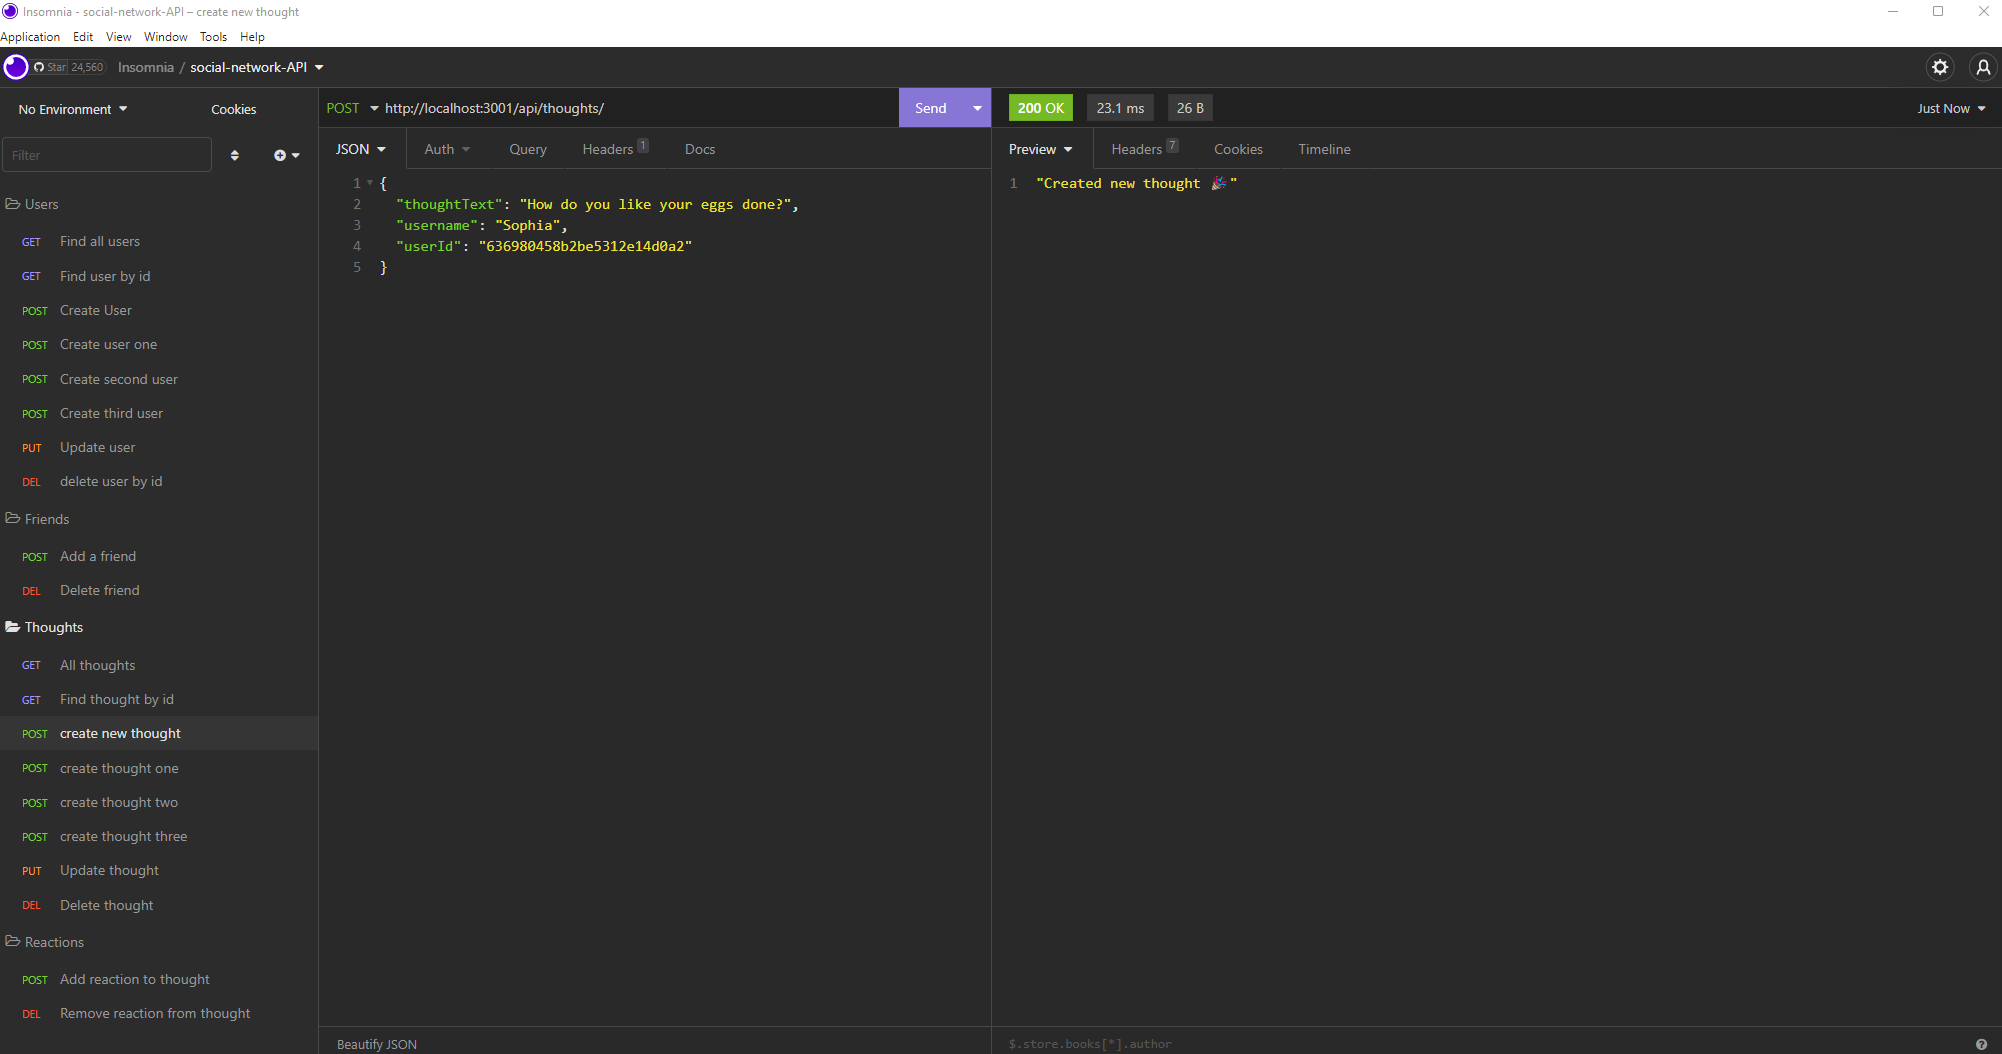 Insomnia - social-network-API – create new thought
Application Edit View Window Tools Help
Star 24,560 Insomnia / social-network-API
No Environment Cookies
Filter
Users
GET Find all users
GET Find user by id
POST Create User
POST Create user one
POST Create second user
POST Create third user
PUT Update user
DEL delete user by id
Friends
POST Add a friend
DEL Delete friend
Thoughts
GET All thoughts
GET Find thought by id
POST create new thought
POST create thought one
POST create thought two
POST create thought three
PUT Update thought
DEL Delete thought
Reactions
POST Add reaction to thought
DEL Remove reaction from thought
POST http://localhost:3001/api/thoughts/ Send
JSON Auth Query Headers 1 Docs
1 {
2 "thoughtText": "How do you like your eggs done?",
3 "username": "Sophia",
4 "userId": "636980458b2be5312e14d0a2"
5 }
Beautify JSON
200 OK 23.1 ms 26 B Just Now
Preview Headers 7 Cookies Timeline
1 "Created new thought 🎉"
$.store.books[*].author